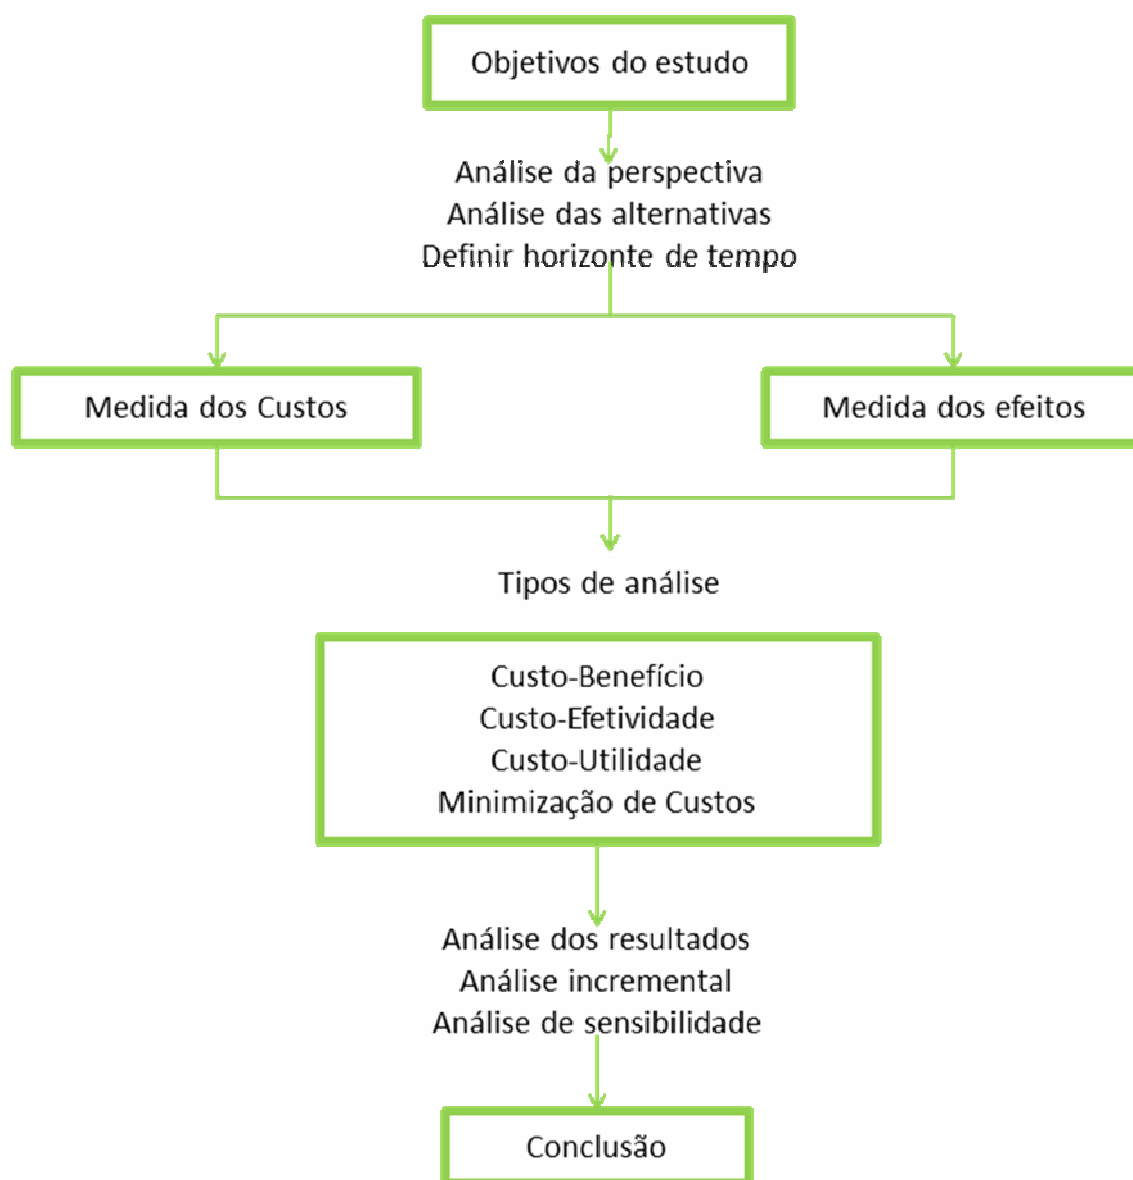 Objetivos do estudo
Análise da perspectiva
Análise das alternativas
Definir horizonte de tempo
Medida dos Custos
Medida dos efeitos
Tipos de análise
Custo-Benefício
Custo-Efetividade
Custo-Utilidade
Minimização de Custos
Análise dos resultados
Análise incremental
Análise de sensibilidade
Conclusão